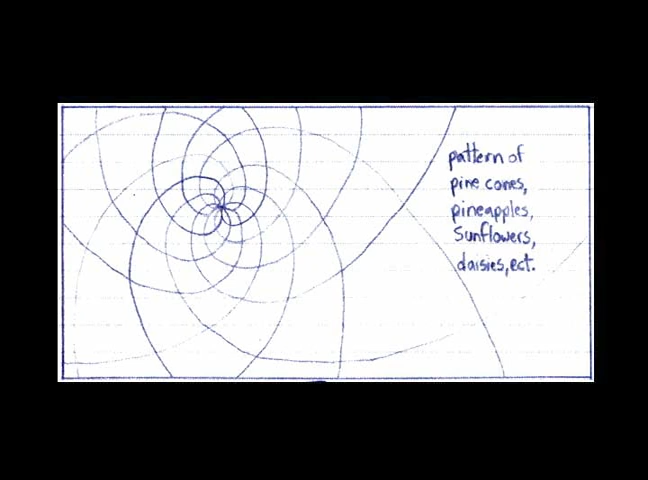 pattern of
pine cones,
pineapples,
Sunflowers,
daisies, ect.